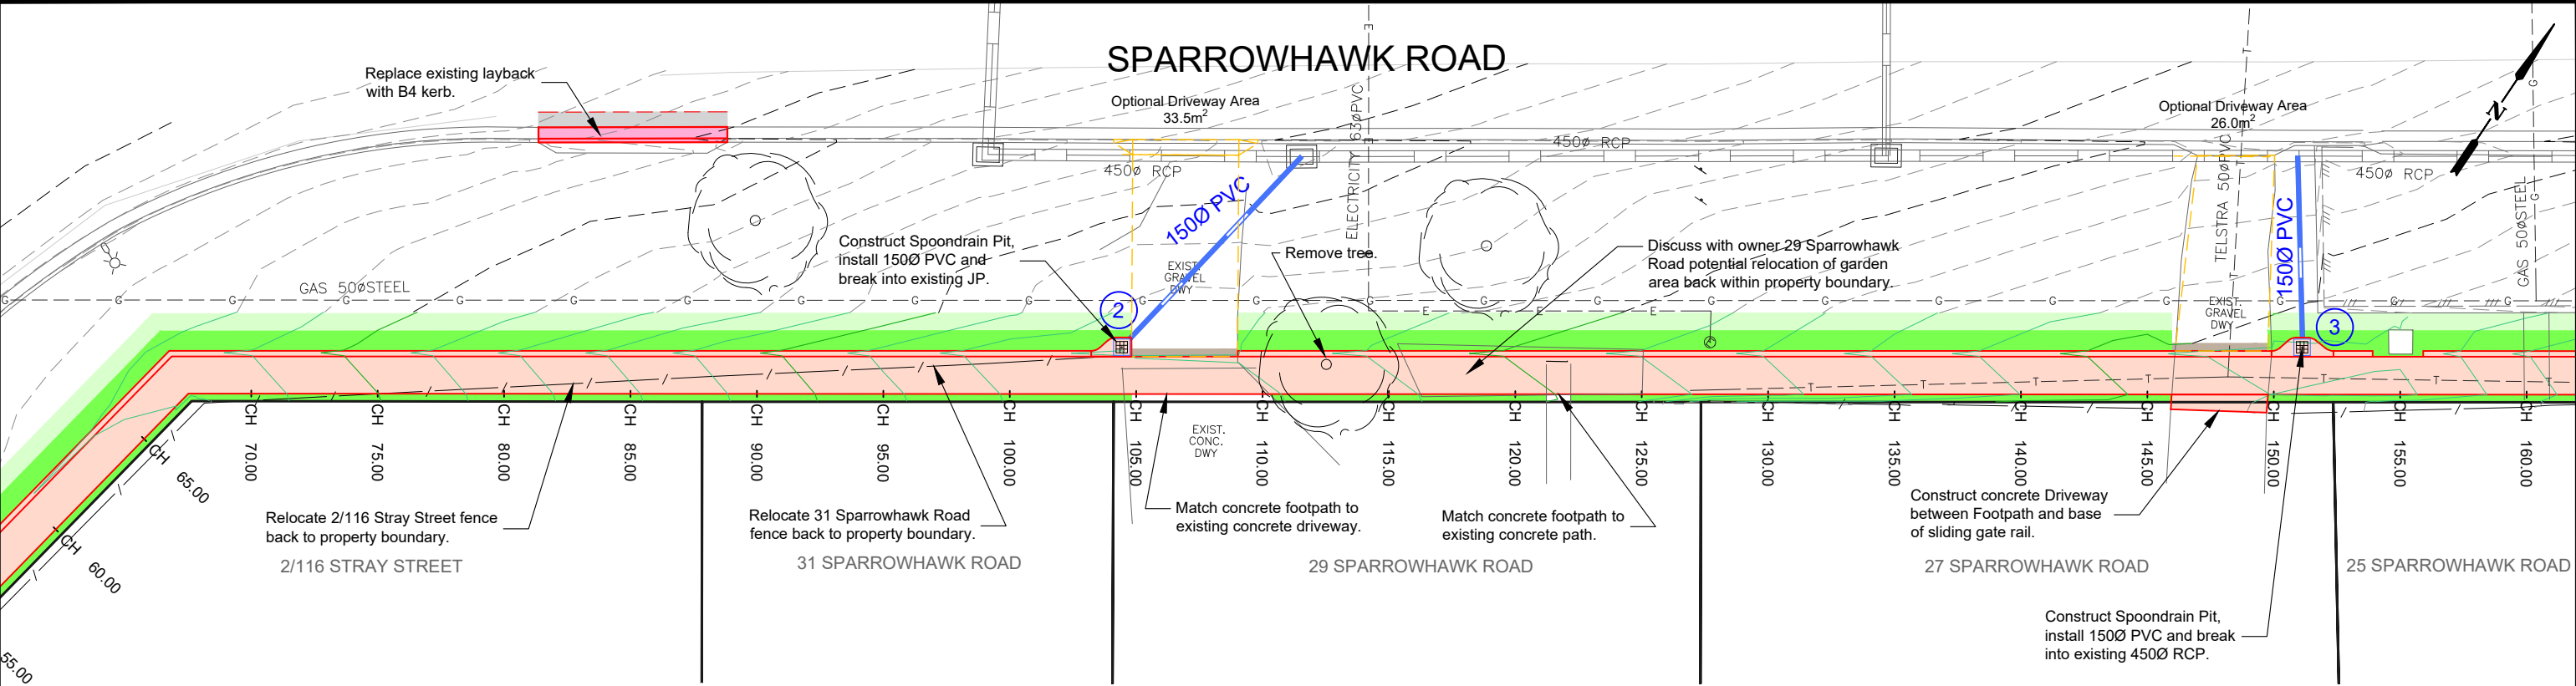 SPARROWHAWK ROAD
Replace existing layback
with B4 kerb.
Optional Driveway Area
33.5m²
Optional Driveway Area
26.0m²
N
450ø RCP
450ø RCP
450ø RCP
ELECTRICITY 63øPVC
TELSTRA 50øPVC
GAS 50øSTEEL
GAS 50øSTEEL
150Ø PVC
150Ø PVC
Construct Spoondrain Pit,
install 150Ø PVC and
break into existing JP.
EXIST.
GRAVEL
DWY
Remove tree.
Discuss with owner 29 Sparrowhawk
Road potential relocation of garden
area back within property boundary.
EXIST.
GRAVEL
DWY
2
3
G G G G G G G G G G G G G G G G G G G G G G
E E E E
T T T T T T T
CH 55.00
CH 60.00
CH 65.00
CH 70.00
CH 75.00
CH 80.00
CH 85.00
CH 90.00
CH 95.00
CH 100.00
CH 105.00
CH 110.00
CH 115.00
CH 120.00
CH 125.00
CH 130.00
CH 135.00
CH 140.00
CH 145.00
CH 150.00
CH 155.00
CH 160.00
EXIST.
CONC.
DWY
Relocate 2/116 Stray Street fence
back to property boundary.
Relocate 31 Sparrowhawk Road
fence back to property boundary.
Match concrete footpath to
existing concrete driveway.
Match concrete footpath to
existing concrete path.
Construct concrete Driveway
between Footpath and base
of sliding gate rail.
2/116 STRAY STREET
31 SPARROWHAWK ROAD
29 SPARROWHAWK ROAD
27 SPARROWHAWK ROAD
25 SPARROWHAWK ROAD
Construct Spoondrain Pit,
install 150Ø PVC and break
into existing 450Ø RCP.